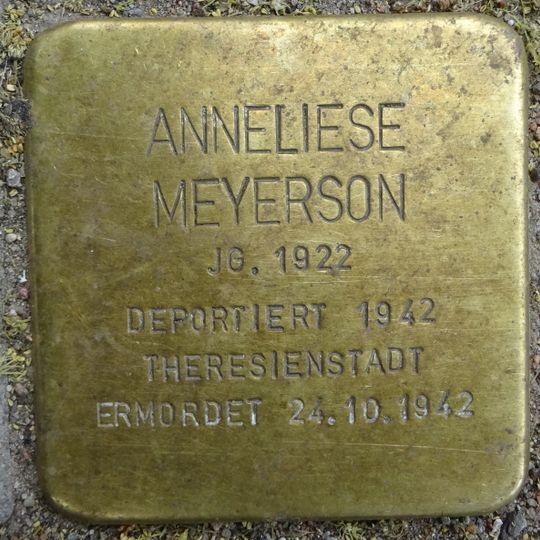 ANNELIESE
MEYERSON
JG. 1922
DEPORTIERT 1942
THERESIENSTADT
ERMORDET 24.10.1942